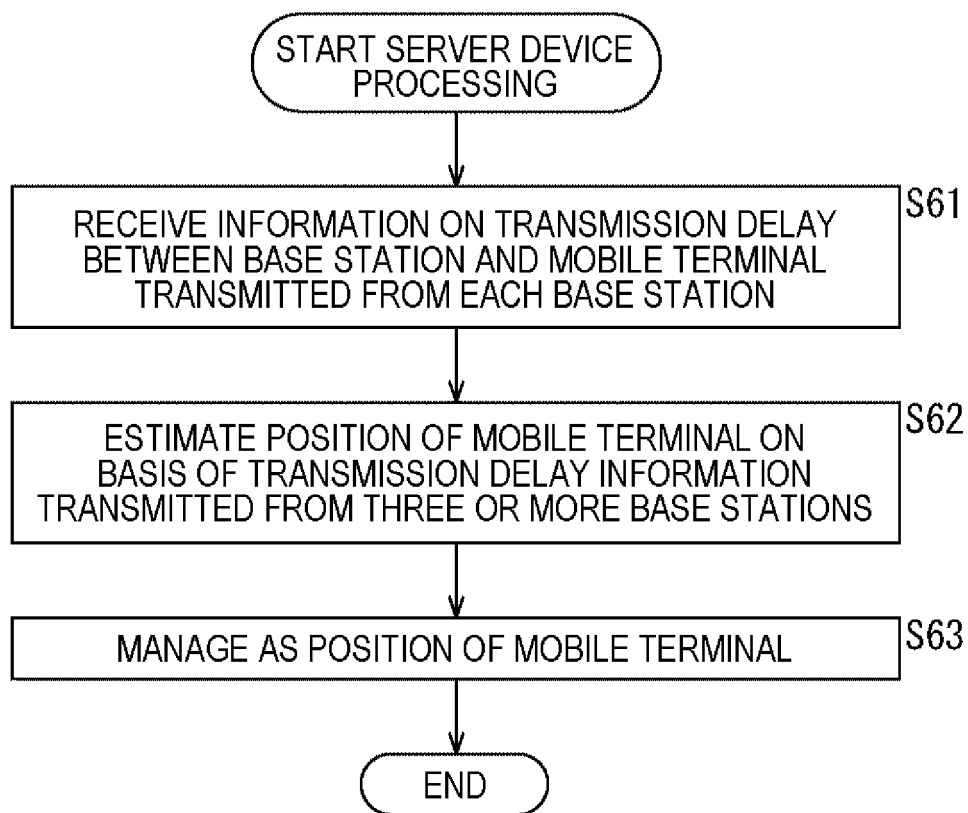 START SERVER DEVICE
PROCESSING
S61
RECEIVE INFORMATION ON TRANSMISSION DELAY
BETWEEN BASE STATION AND MOBILE TERMINAL
TRANSMITTED FROM EACH BASE STATION
S62
ESTIMATE POSITION OF MOBILE TERMINAL ON
BASIS OF TRANSMISSION DELAY INFORMATION
TRANSMITTED FROM THREE OR MORE BASE STATIONS
S63
MANAGE AS POSITION OF MOBILE TERMINAL
END